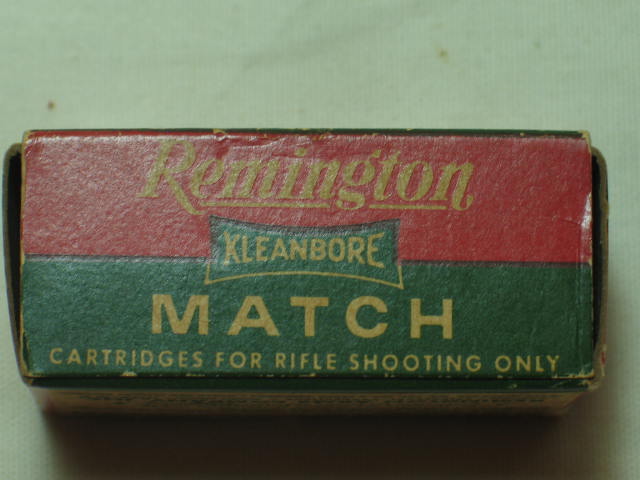 Remington
KLEANBORE
MATCH
CARTRIDGES FOR RIFLE SHOOTING ONLY